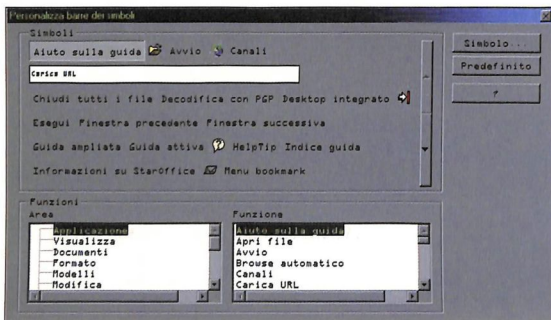 Personalizza barre dei simboli
Simboli
Aiuto sulla guida Avvio Canali
Carica URL
Chiudi tutti i file Decodifica con PGP Desktop integrato
Esegui Finestra precedente Finestra successiva
Guida ampliata Guida attiva HelpTip Indice guida
Informazioni su StarOffice Menu bookmark
Simbolo...
Predefinito
Funzioni
Area
Applicazione
Visualizza
Documenti
Formato
Modelli
Modifica
Funzione
Aiuto sulla guida
Apri file
Avvio
Browse automatico
Canali
Carica URL